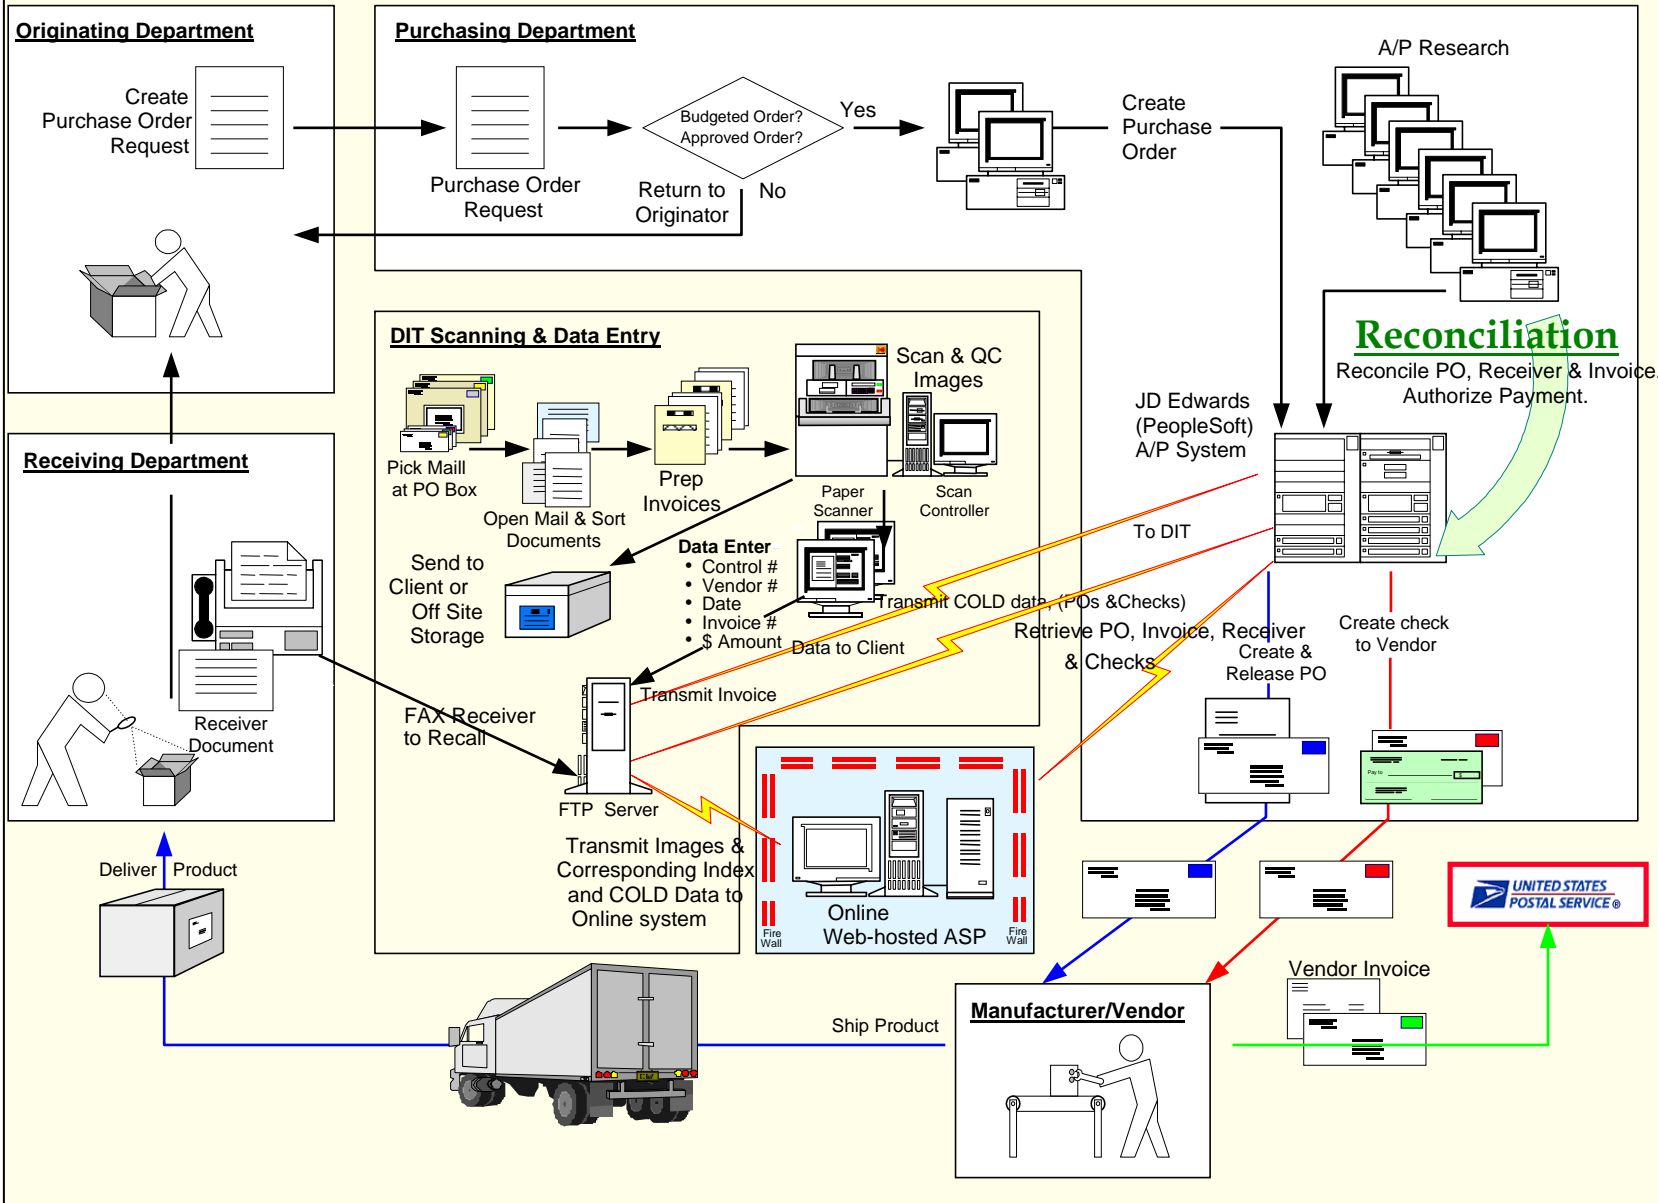 Originating Department
Create
Purchase Order
Request
Purchasing Department
Purchase Order
Request
Budgeted Order?
Approved Order?
Yes
No
Return to
Originator
Create
Purchase
Order
A/P Research
Reconciliation
Reconcile PO, Receiver & Invoice.
Authorize Payment.
JD Edwards
(PeopleSoft)
A/P System
To DIT
DIT Scanning & Data Entry
Pick Maill
at PO Box
Open Mail & Sort
Documents
Prep
Invoices
Scan & QC
Images
Paper
Scanner
Scan
Controller
Send to
Client or
Off Site
Storage
Data Enter
• Control #
• Vendor #
• Date
• Invoice #
• $ Amount
Data to Client
Transmit COLD data, (POs &Checks)
Retrieve PO, Invoice, Receiver
& Checks
Transmit Invoice
Create &
Release PO
Create check
to Vendor
Pay to
$
Receiving Department
Receiver
Document
FAX Receiver
to Recall
FTP Server
Transmit Images &
Corresponding Index
and COLD Data to
Online system
Online
Web-hosted ASP
Fire
Wall
Fire
Wall
Deliver Product
Ship Product
Manufacturer/Vendor
Vendor Invoice
UNITED STATES
POSTAL SERVICE ®